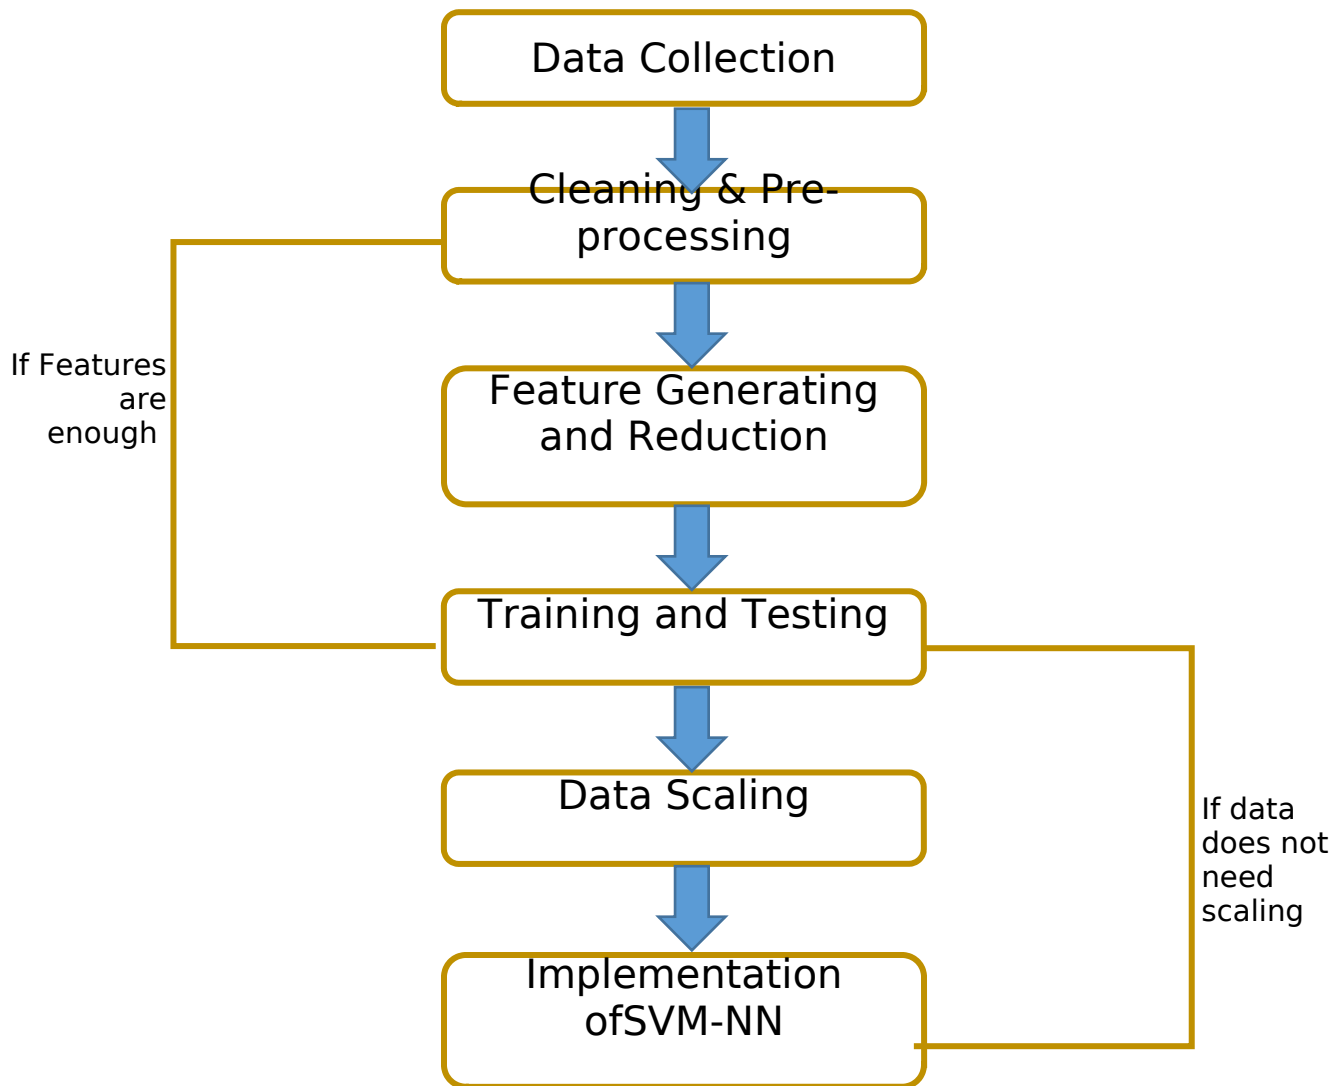 Data Collection
Cleaning & Pre-
processing
If Features
are
enough
Feature Generating
and Reduction
Training and Testing
Data Scaling
If data
does not
need
scaling
Implementation
ofSVM-NN